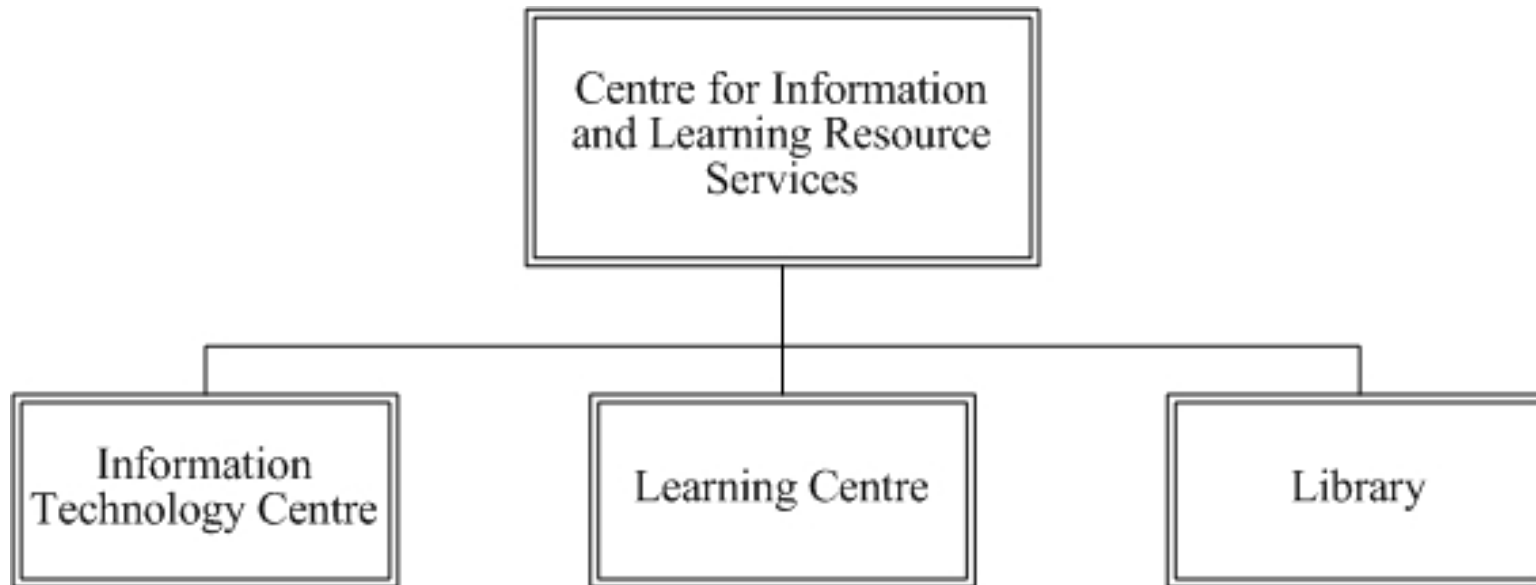 Centre for Information
and Learning Resource
Services
Information
Technology Centre
Learning Centre
Library